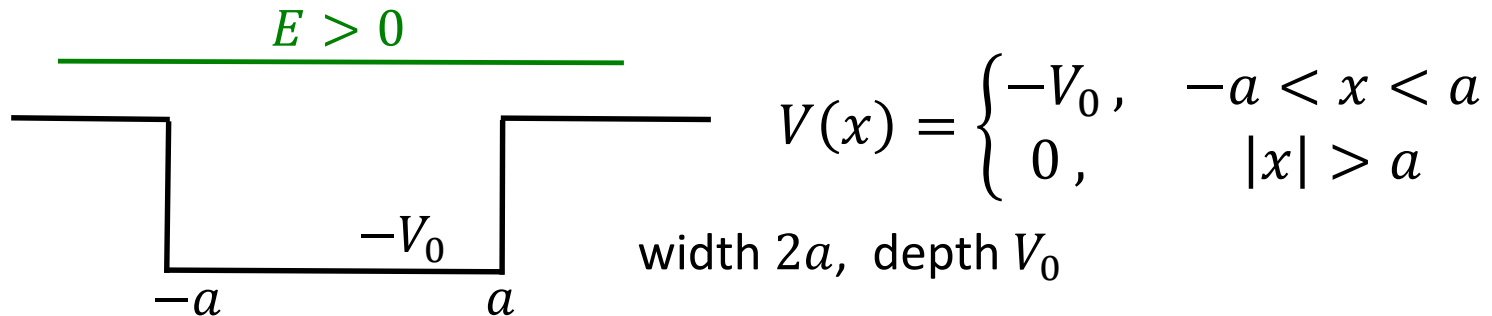 E > 0
V(x) = { −V₀ , −a < x < a
0 , |x| > a
−V₀
width 2a, depth V₀
−a a